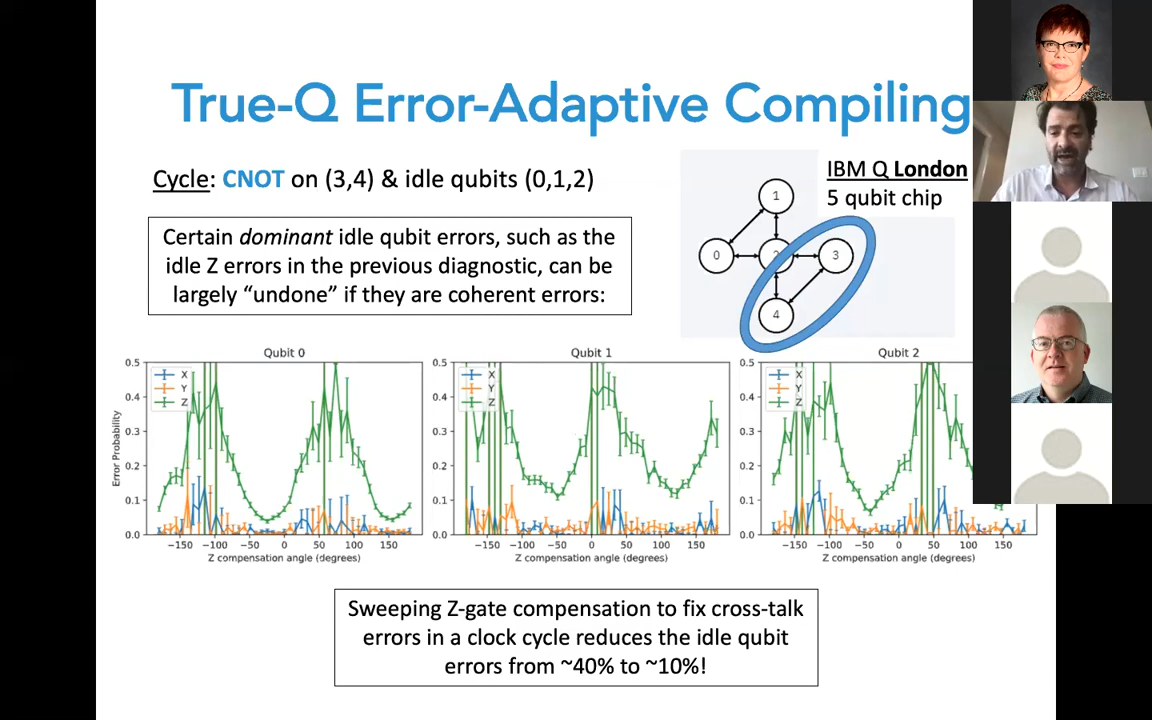 True-Q Error-Adaptive Compiling
Cycle: CNOT on (3,4) & idle qubits (0,1,2)
IBM Q London
5 qubit chip
Certain dominant idle qubit errors, such as the
idle Z errors in the previous diagnostic, can be
largely “undone” if they are coherent errors:
1
0
2
3
4
Qubit 0
Error Probability
0.5
0.4
0.3
0.2
0.1
0.0
X
Y
Z
−150 −100 −50 0 50 100 150
Z compensation angle (degrees)
Qubit 1
0.5
0.4
0.3
0.2
0.1
0.0
X
Y
Z
−150 −100 −50 0 50 100 150
Z compensation angle (degrees)
Qubit 2
0.5
0.4
0.3
0.2
0.1
0.0
X
Y
Z
−150 −100 −50 0 50 100 150
Z compensation angle (degrees)
Sweeping Z-gate compensation to fix cross-talk
errors in a clock cycle reduces the idle qubit
errors from ~40% to ~10%!